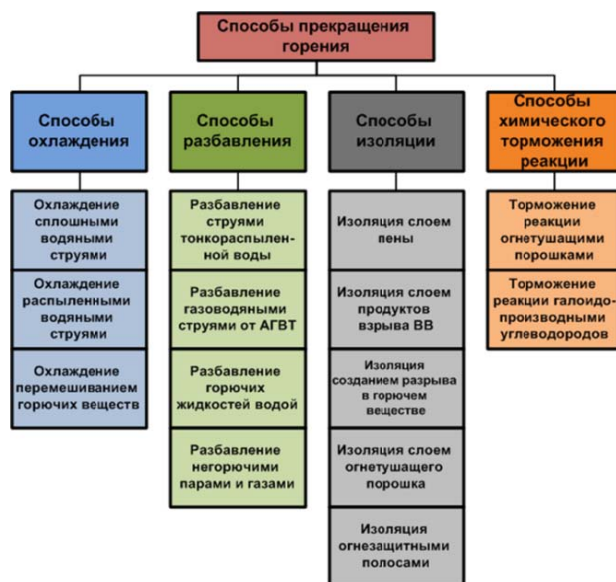 Способы прекращения
горения
Способы
охлаждения
Охлаждение
сплошными
водяными
струями
Охлаждение
распыленными
водяными
струями
Охлаждение
перемешиванием
горючих веществ
Способы
разбавления
Разбавление
струями
тонкораспылен-
ной воды
Разбавление
газоводяными
струями от АГВТ
Разбавление
горючих
жидкостей водой
Разбавление
негорючими
парами и газами
Способы
изоляции
Изоляция слоем
пены
Изоляция слоем
продуктов
взрыва ВВ
Изоляция
созданием разрыва
в горючем
веществе
Изоляция слоем
огнетушащего
порошка
Изоляция
огнезащитными
полосами
Способы
химического
торможения
реакции
Торможение
реакции
огнетушащими
порошками
Торможение
реакции галоидо-
производными
углеводородов